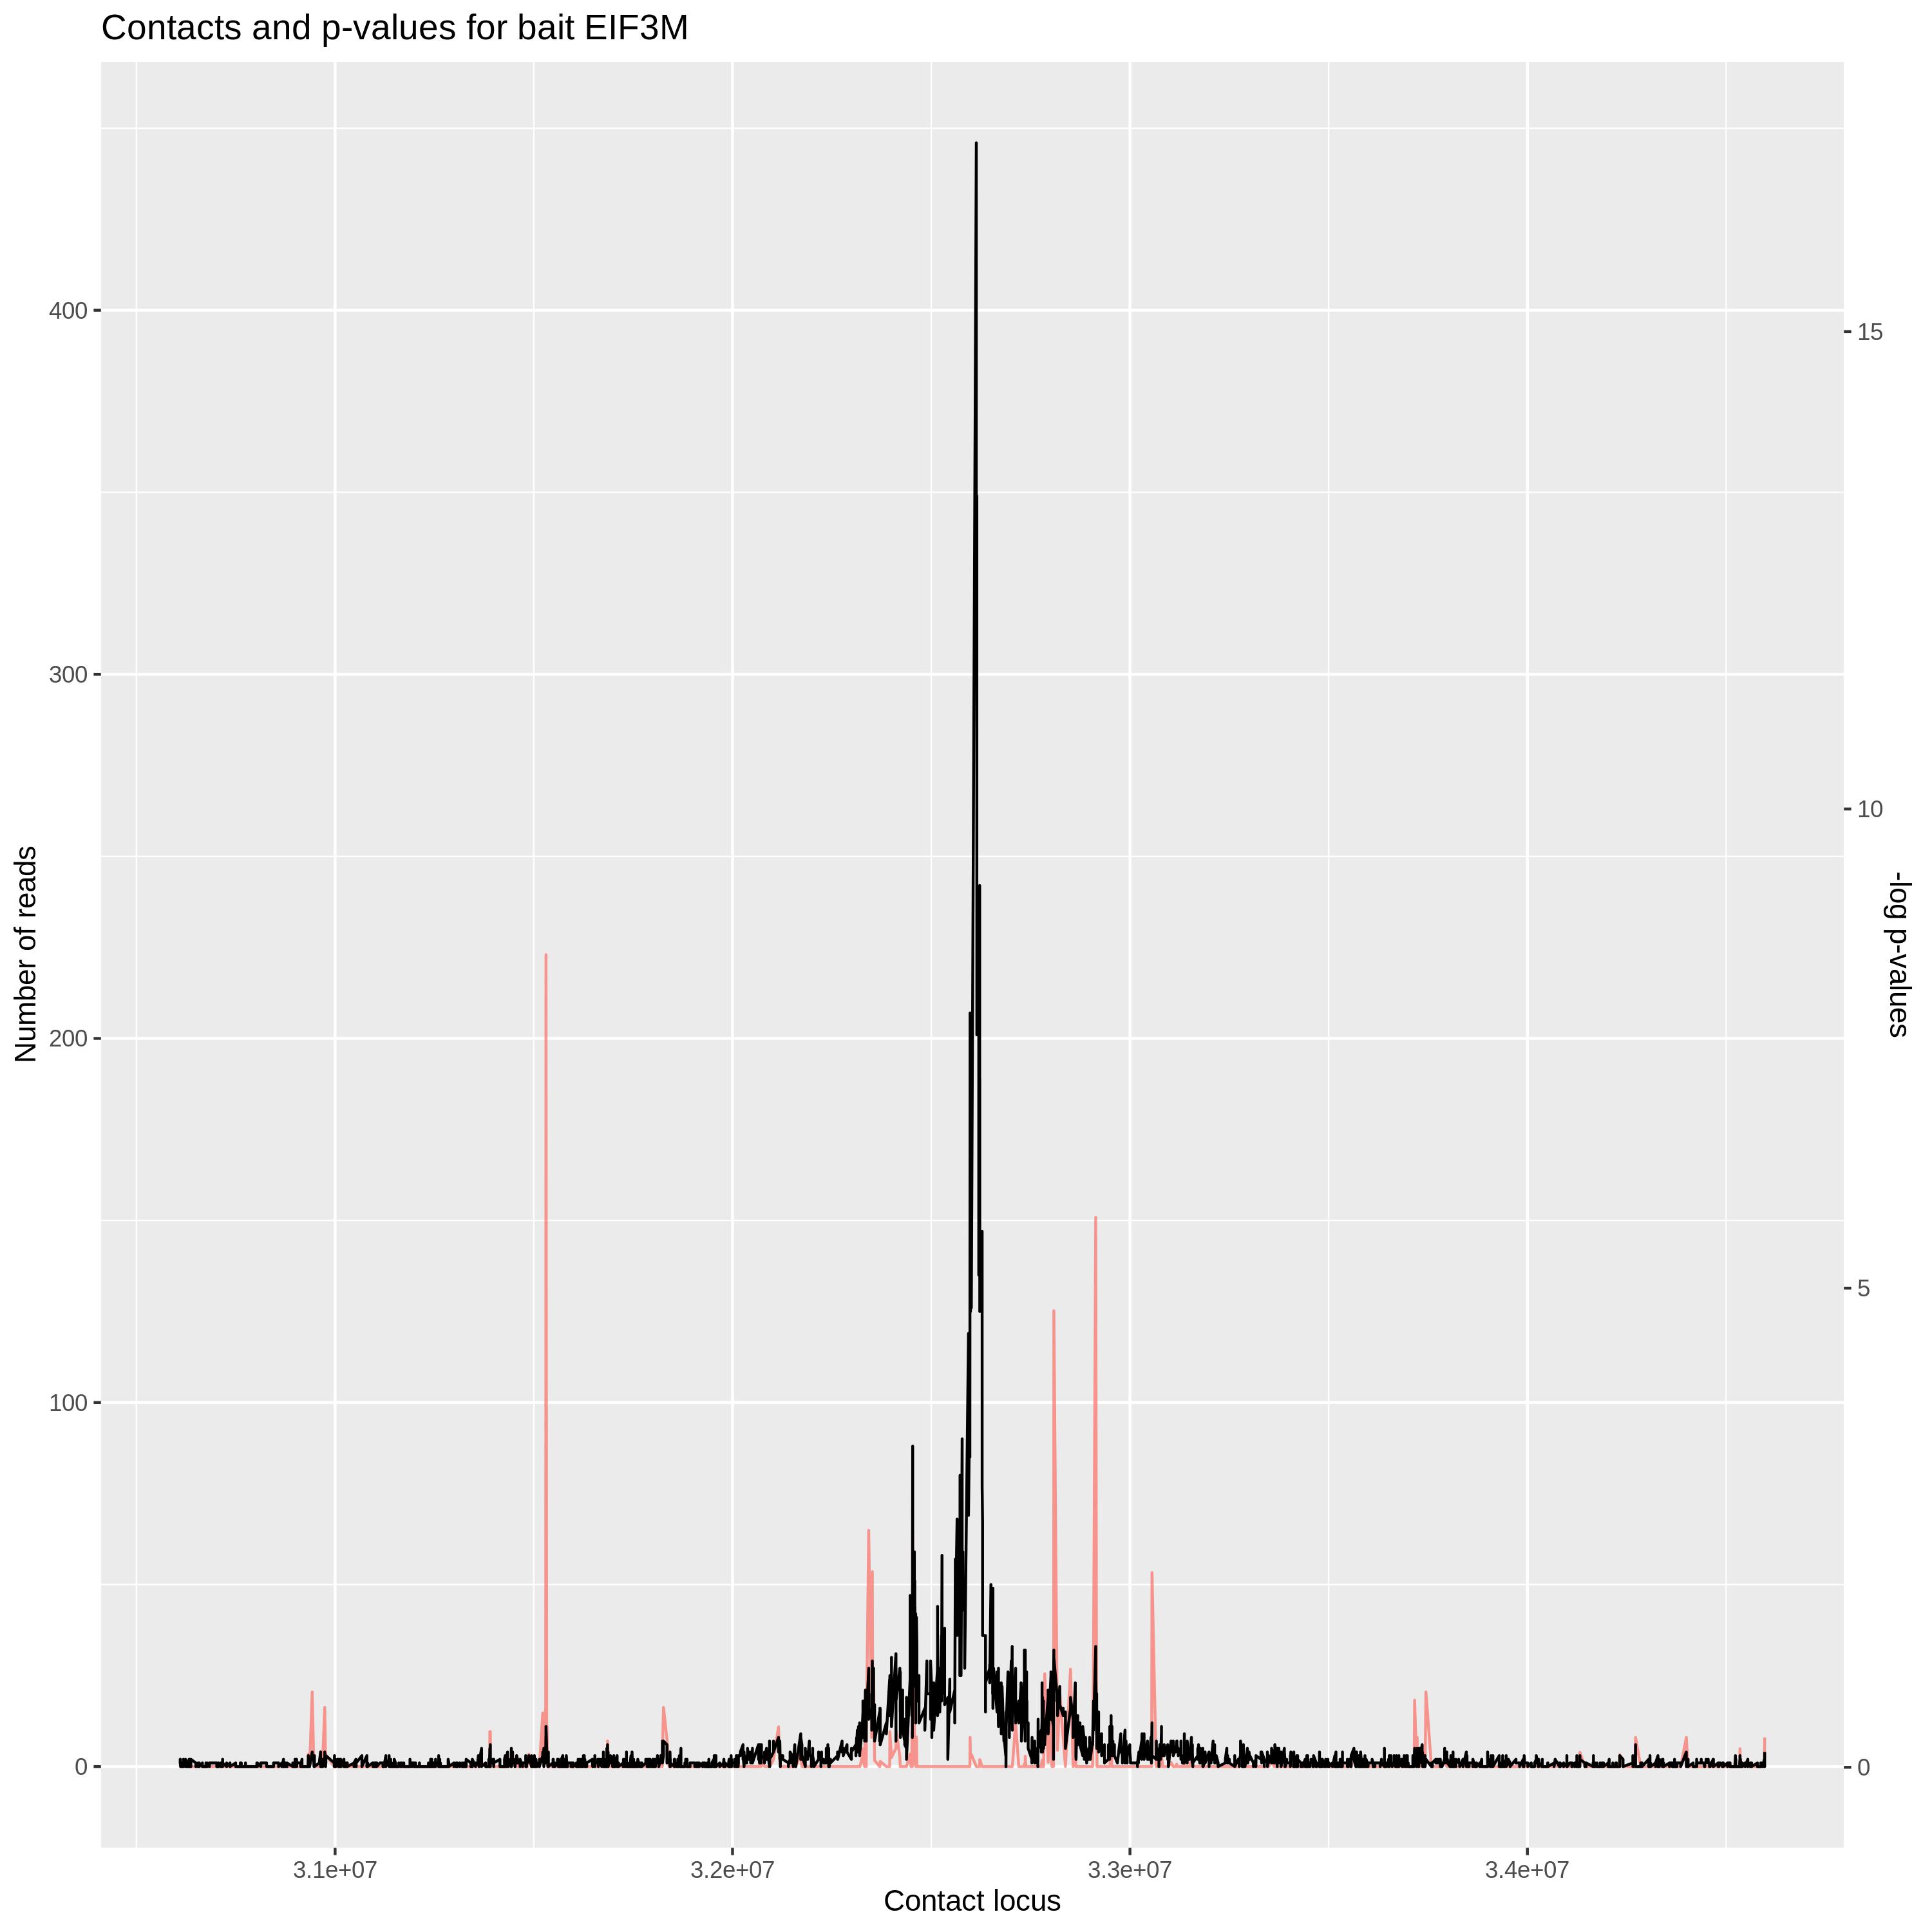 Contacts and p-values for bait EIF3M
Number of reads
400
300
200
100
0
15
10
5
0
-log p-values
3.1e+07
3.2e+07
3.3e+07
3.4e+07
Contact locus